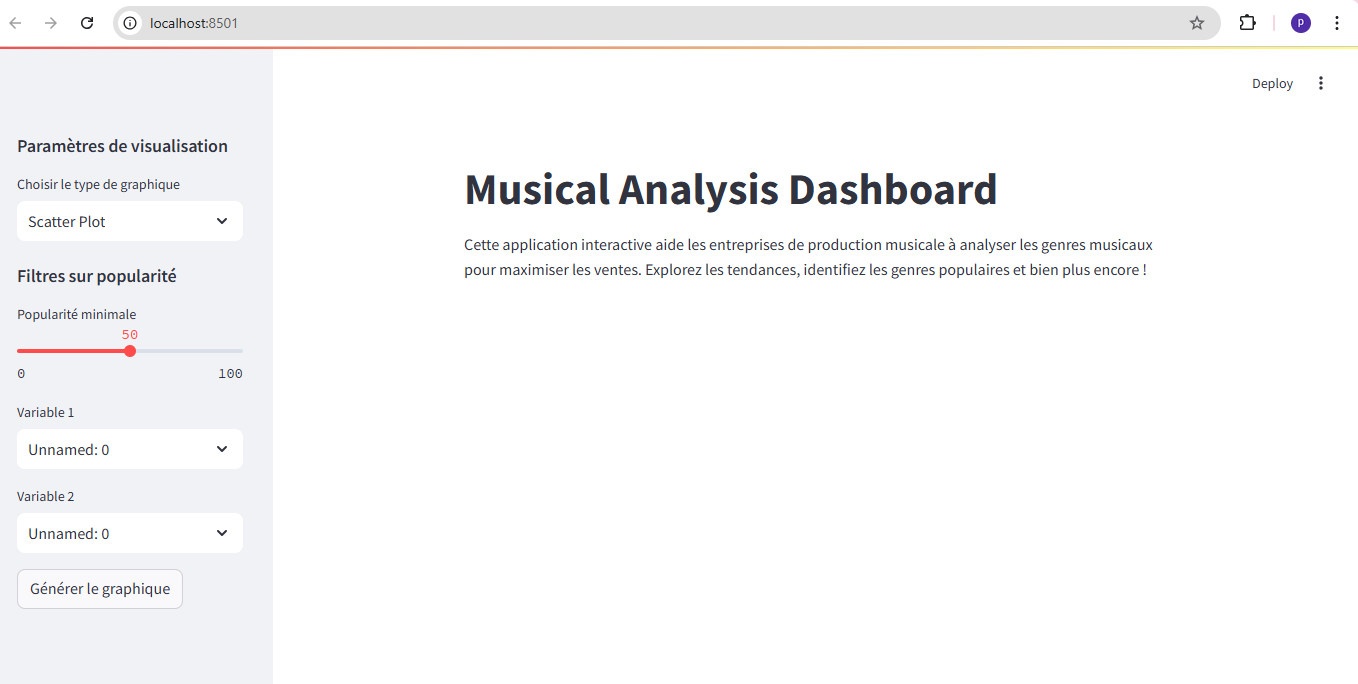 localhost:8501
p
Deploy
Paramètres de visualisation
Choisir le type de graphique
Scatter Plot
Filtres sur popularité
Popularité minimale
50
0 100
Variable 1
Unnamed: 0
Variable 2
Unnamed: 0
Générer le graphique
Musical Analysis Dashboard
Cette application interactive aide les entreprises de production musicale à analyser les genres musicaux
pour maximiser les ventes. Explorez les tendances, identifiez les genres populaires et bien plus encore !